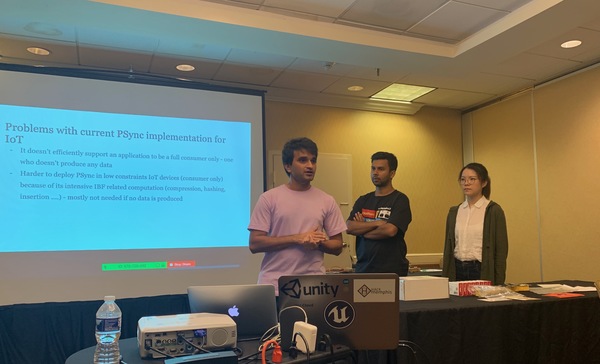 Problems with current PSync implementation for
IoT
- It doesn't efficiently support an application to be a full consumer only - one
who doesn't produce any data
- Harder to deploy PSync in low constraints IoT devices (consumer only)
because of its intensive IBF related computation (compression, hashing,
insertion ....) - mostly not needed if no data is produced
unity